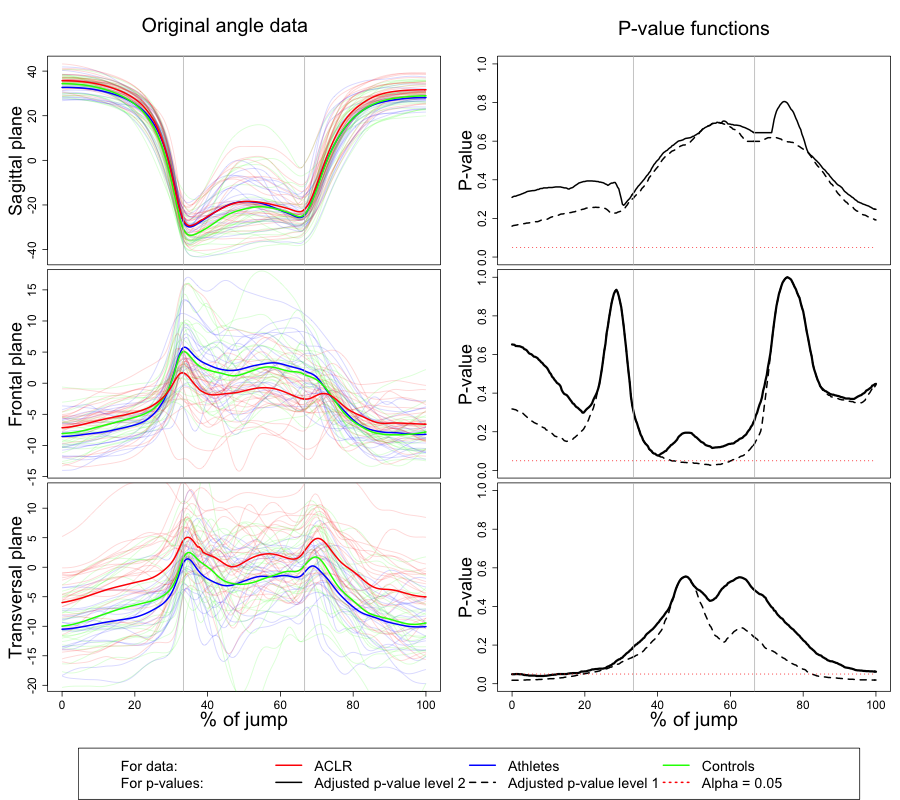 Original angle data
P-value functions
Sagittal plane
40
20
0
-20
-40
P-value
1.0
0.8
0.6
0.4
0.2
0.0
Frontal plane
15
10
5
0
-5
-10
15
P-value
1.0
0.8
0.6
0.4
0.2
0.0
Transversal plane
10
5
0
-5
-10
-15
-20
P-value
1.0
0.8
0.6
0.4
0.2
0.0
0 20 40 60 80 100
% of jump
0 20 40 60 80 100
% of jump
For data: ACLR Athletes Controls
For p-values: Adjusted p-value level 2 Adjusted p-value level 1 Alpha = 0.05